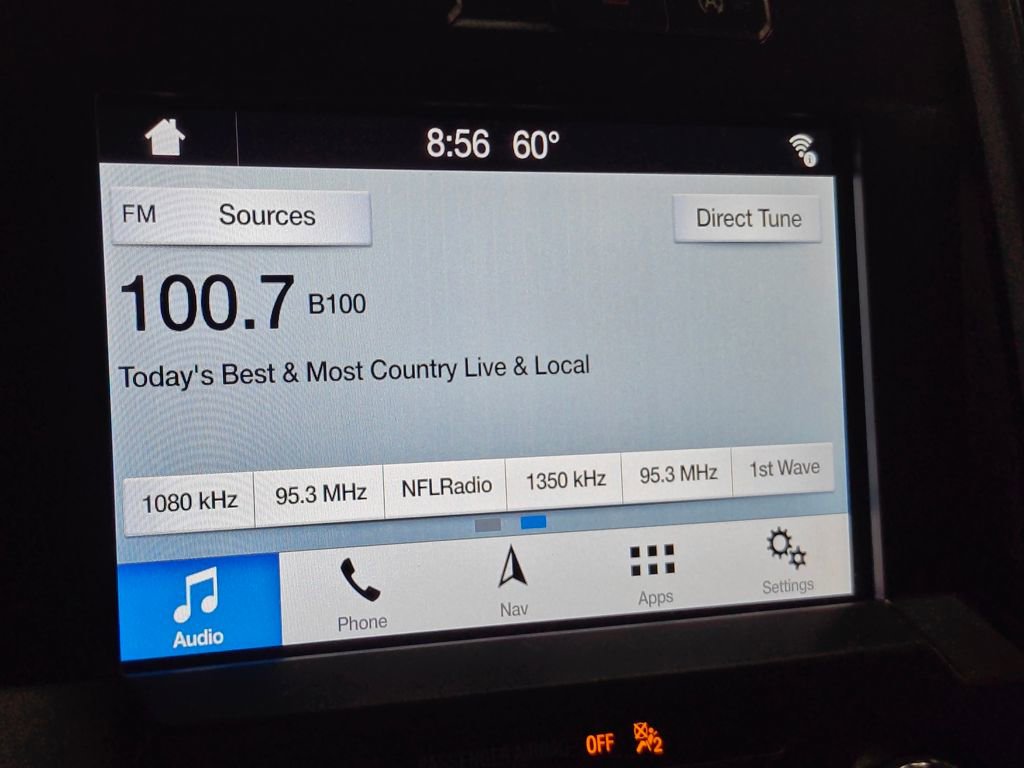 8:56 60°
FM Sources
Direct Tune
100.7 B100
Today's Best & Most Country Live & Local
1080 kHz
95.3 MHz
NFLRadio
1350 kHz
95.3 MHz
1st Wave
Audio
Phone
Nav
Apps
Settings
OFF
2